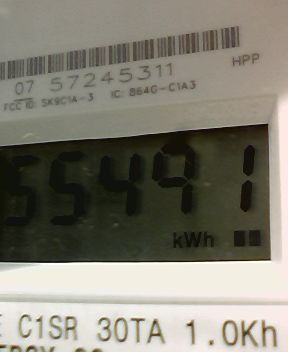 07 57245311
HPP
FCC ID: SK9C1A-3 IC: 864G-C1A3
55491
kWh
C1SR 30TA 1.0Kh